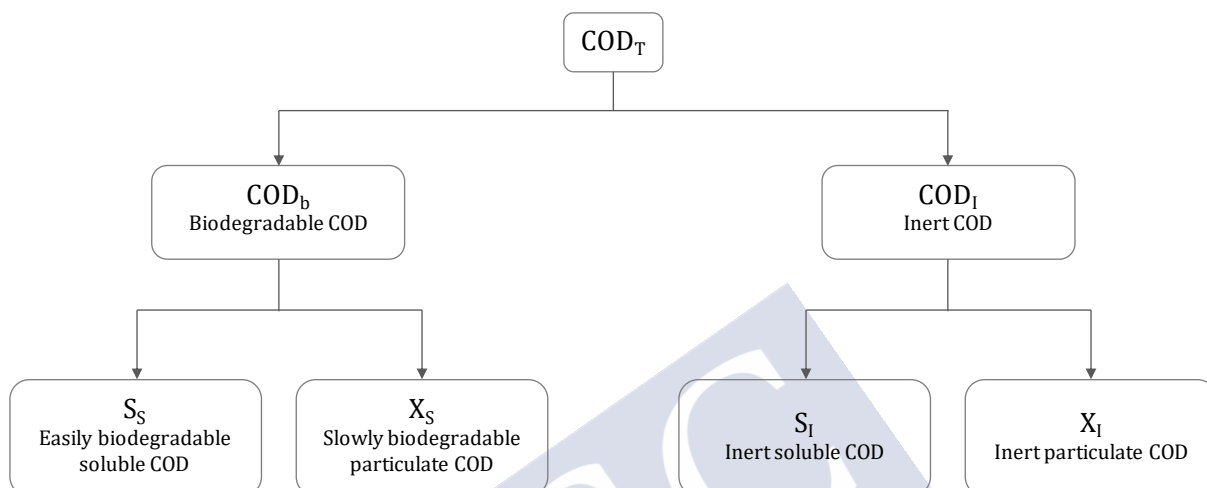 COD_T
COD_b
Biodegradable COD
COD_I
Inert COD
S_S
Easily biodegradable
soluble COD
X_S
Slowly biodegradable
particulate COD
S_I
Inert soluble COD
X_I
Inert particulate COD